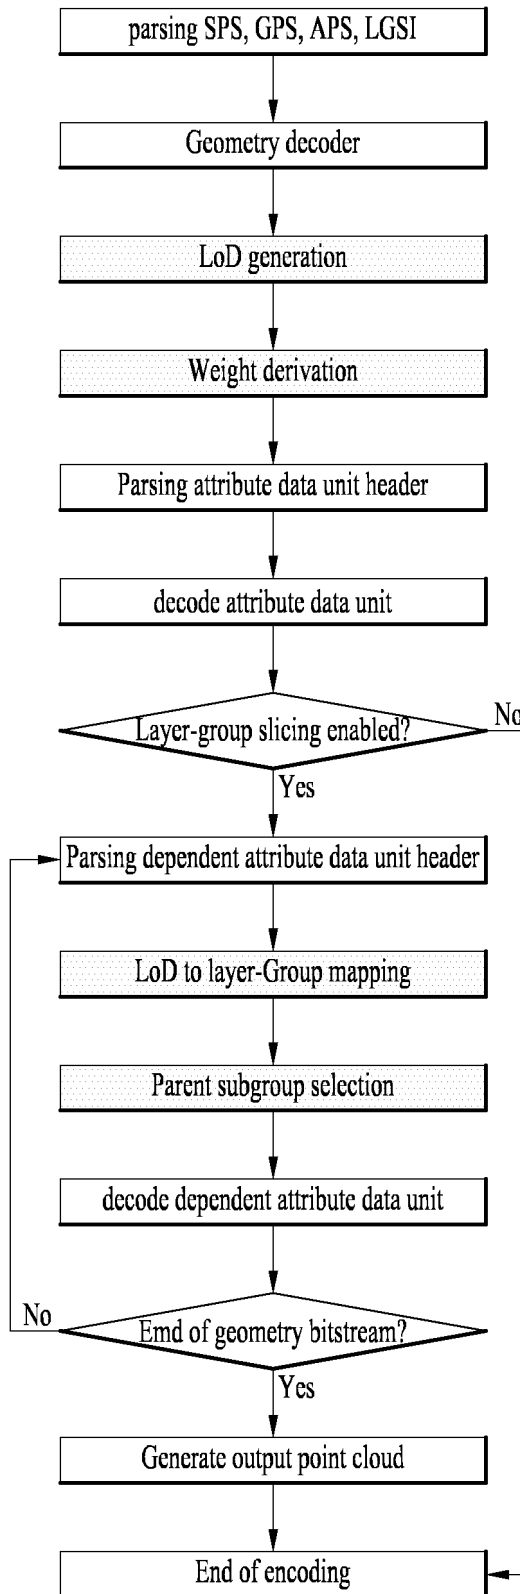 parsing SPS, GPS, APS, LGSI
Geometry decoder
LoD generation
Weight derivation
Parsing attribute data unit header
decode attribute data unit
Layer-group slicing enabled?
No
Yes
Parsing dependent attribute data unit header
LoD to layer-Group mapping
Parent subgroup selection
decode dependent attribute data unit
No
Emd of geometry bitstream?
Yes
Generate output point cloud
End of encoding